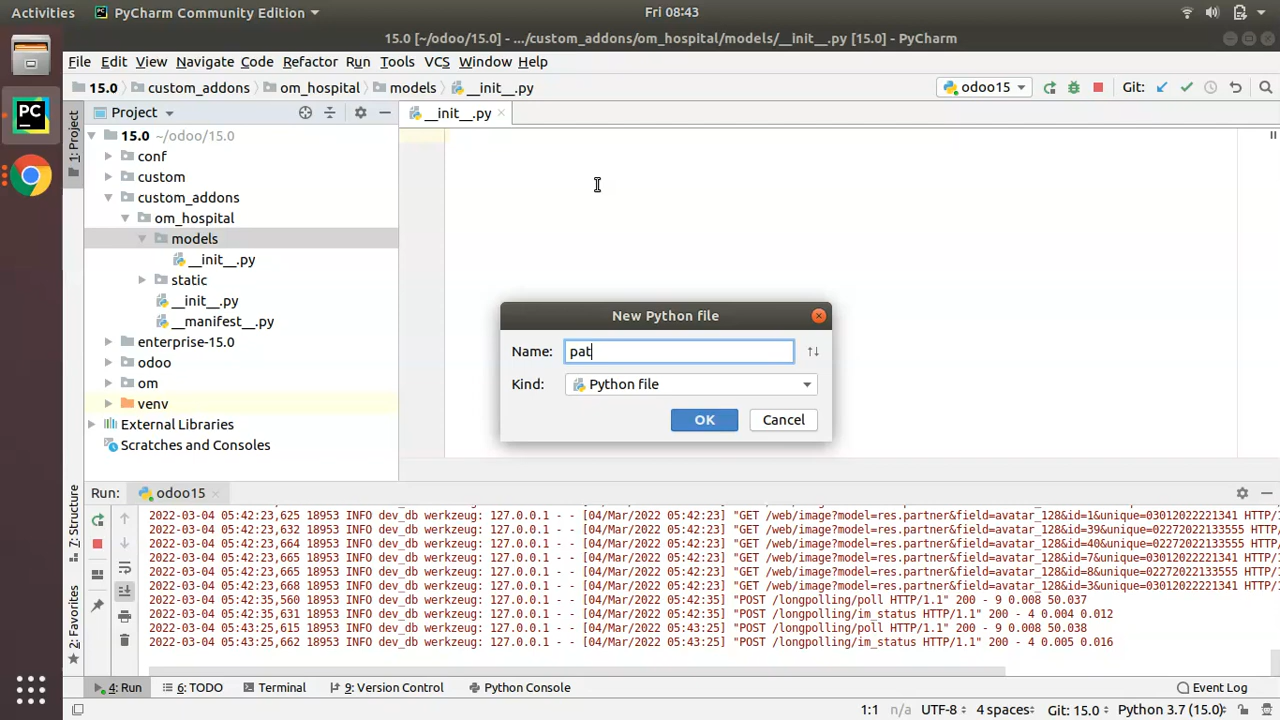 Activities
PyCharm Community Edition
Fri 08:43
15.0 [~/odoo/15.0] - .../custom_addons/om_hospital/models/__init__.py [15.0] - PyCharm
File Edit View Navigate Code Refactor Run Tools VCS Window Help
15.0 custom_addons om_hospital models __init__.py
odoo15
Git:
1: Project
Project
__init__.py
15.0 ~/odoo/15.0
conf
custom
custom_addons
om_hospital
models
__init__.py
static
__init__.py
__manifest__.py
enterprise-15.0
odoo
om
venv
External Libraries
Scratches and Consoles
New Python file
Name: pat
Kind: Python file
OK Cancel
7: Structure
2: Favorites
Run: odoo15
2022-03-04 05:42:23,625 18953 INFO dev_db werkzeug: 127.0.0.1 - - [04/Mar/2022 05:42:23] "GET /web/image?model=res.partner&field=avatar_128&id=1&unique=03012022221341 HTTP/1
2022-03-04 05:42:23,632 18953 INFO dev_db werkzeug: 127.0.0.1 - - [04/Mar/2022 05:42:23] "GET /web/image?model=res.partner&field=avatar_128&id=39&unique=02272022133555 HTTP/
2022-03-04 05:42:23,664 18953 INFO dev_db werkzeug: 127.0.0.1 - - [04/Mar/2022 05:42:23] "GET /web/image?model=res.partner&field=avatar_128&id=40&unique=02272022133555 HTTP/
2022-03-04 05:42:23,665 18953 INFO dev_db werkzeug: 127.0.0.1 - - [04/Mar/2022 05:42:23] "GET /web/image?model=res.partner&field=avatar_128&id=7&unique=03012022221341 HTTP/1
2022-03-04 05:42:23,666 18953 INFO dev_db werkzeug: 127.0.0.1 - - [04/Mar/2022 05:42:23] "GET /web/image?model=res.partner&field=avatar_128&id=8&unique=02272022133555 HTTP/1
2022-03-04 05:42:23,668 18953 INFO dev_db werkzeug: 127.0.0.1 - - [04/Mar/2022 05:42:23] "GET /web/image?model=res.partner&field=avatar_128&id=3&unique=03012022221341 HTTP/1
2022-03-04 05:42:35,560 18953 INFO dev_db werkzeug: 127.0.0.1 - - [04/Mar/2022 05:42:35] "POST /longpolling/poll HTTP/1.1" 200 - 9 0.008 50.037
2022-03-04 05:42:35,631 18953 INFO dev_db werkzeug: 127.0.0.1 - - [04/Mar/2022 05:42:35] "POST /longpolling/im_status HTTP/1.1" 200 - 4 0.004 0.012
2022-03-04 05:43:25,615 18953 INFO dev_db werkzeug: 127.0.0.1 - - [04/Mar/2022 05:43:25] "POST /longpolling/poll HTTP/1.1" 200 - 9 0.008 50.038
2022-03-04 05:43:25,662 18953 INFO dev_db werkzeug: 127.0.0.1 - - [04/Mar/2022 05:43:25] "POST /longpolling/im_status HTTP/1.1" 200 - 4 0.005 0.016
4: Run 6: TODO Terminal 9: Version Control Python Console Event Log
1:1 n/a UTF-8 4 spaces Git: 15.0 Python 3.7 (15.0)